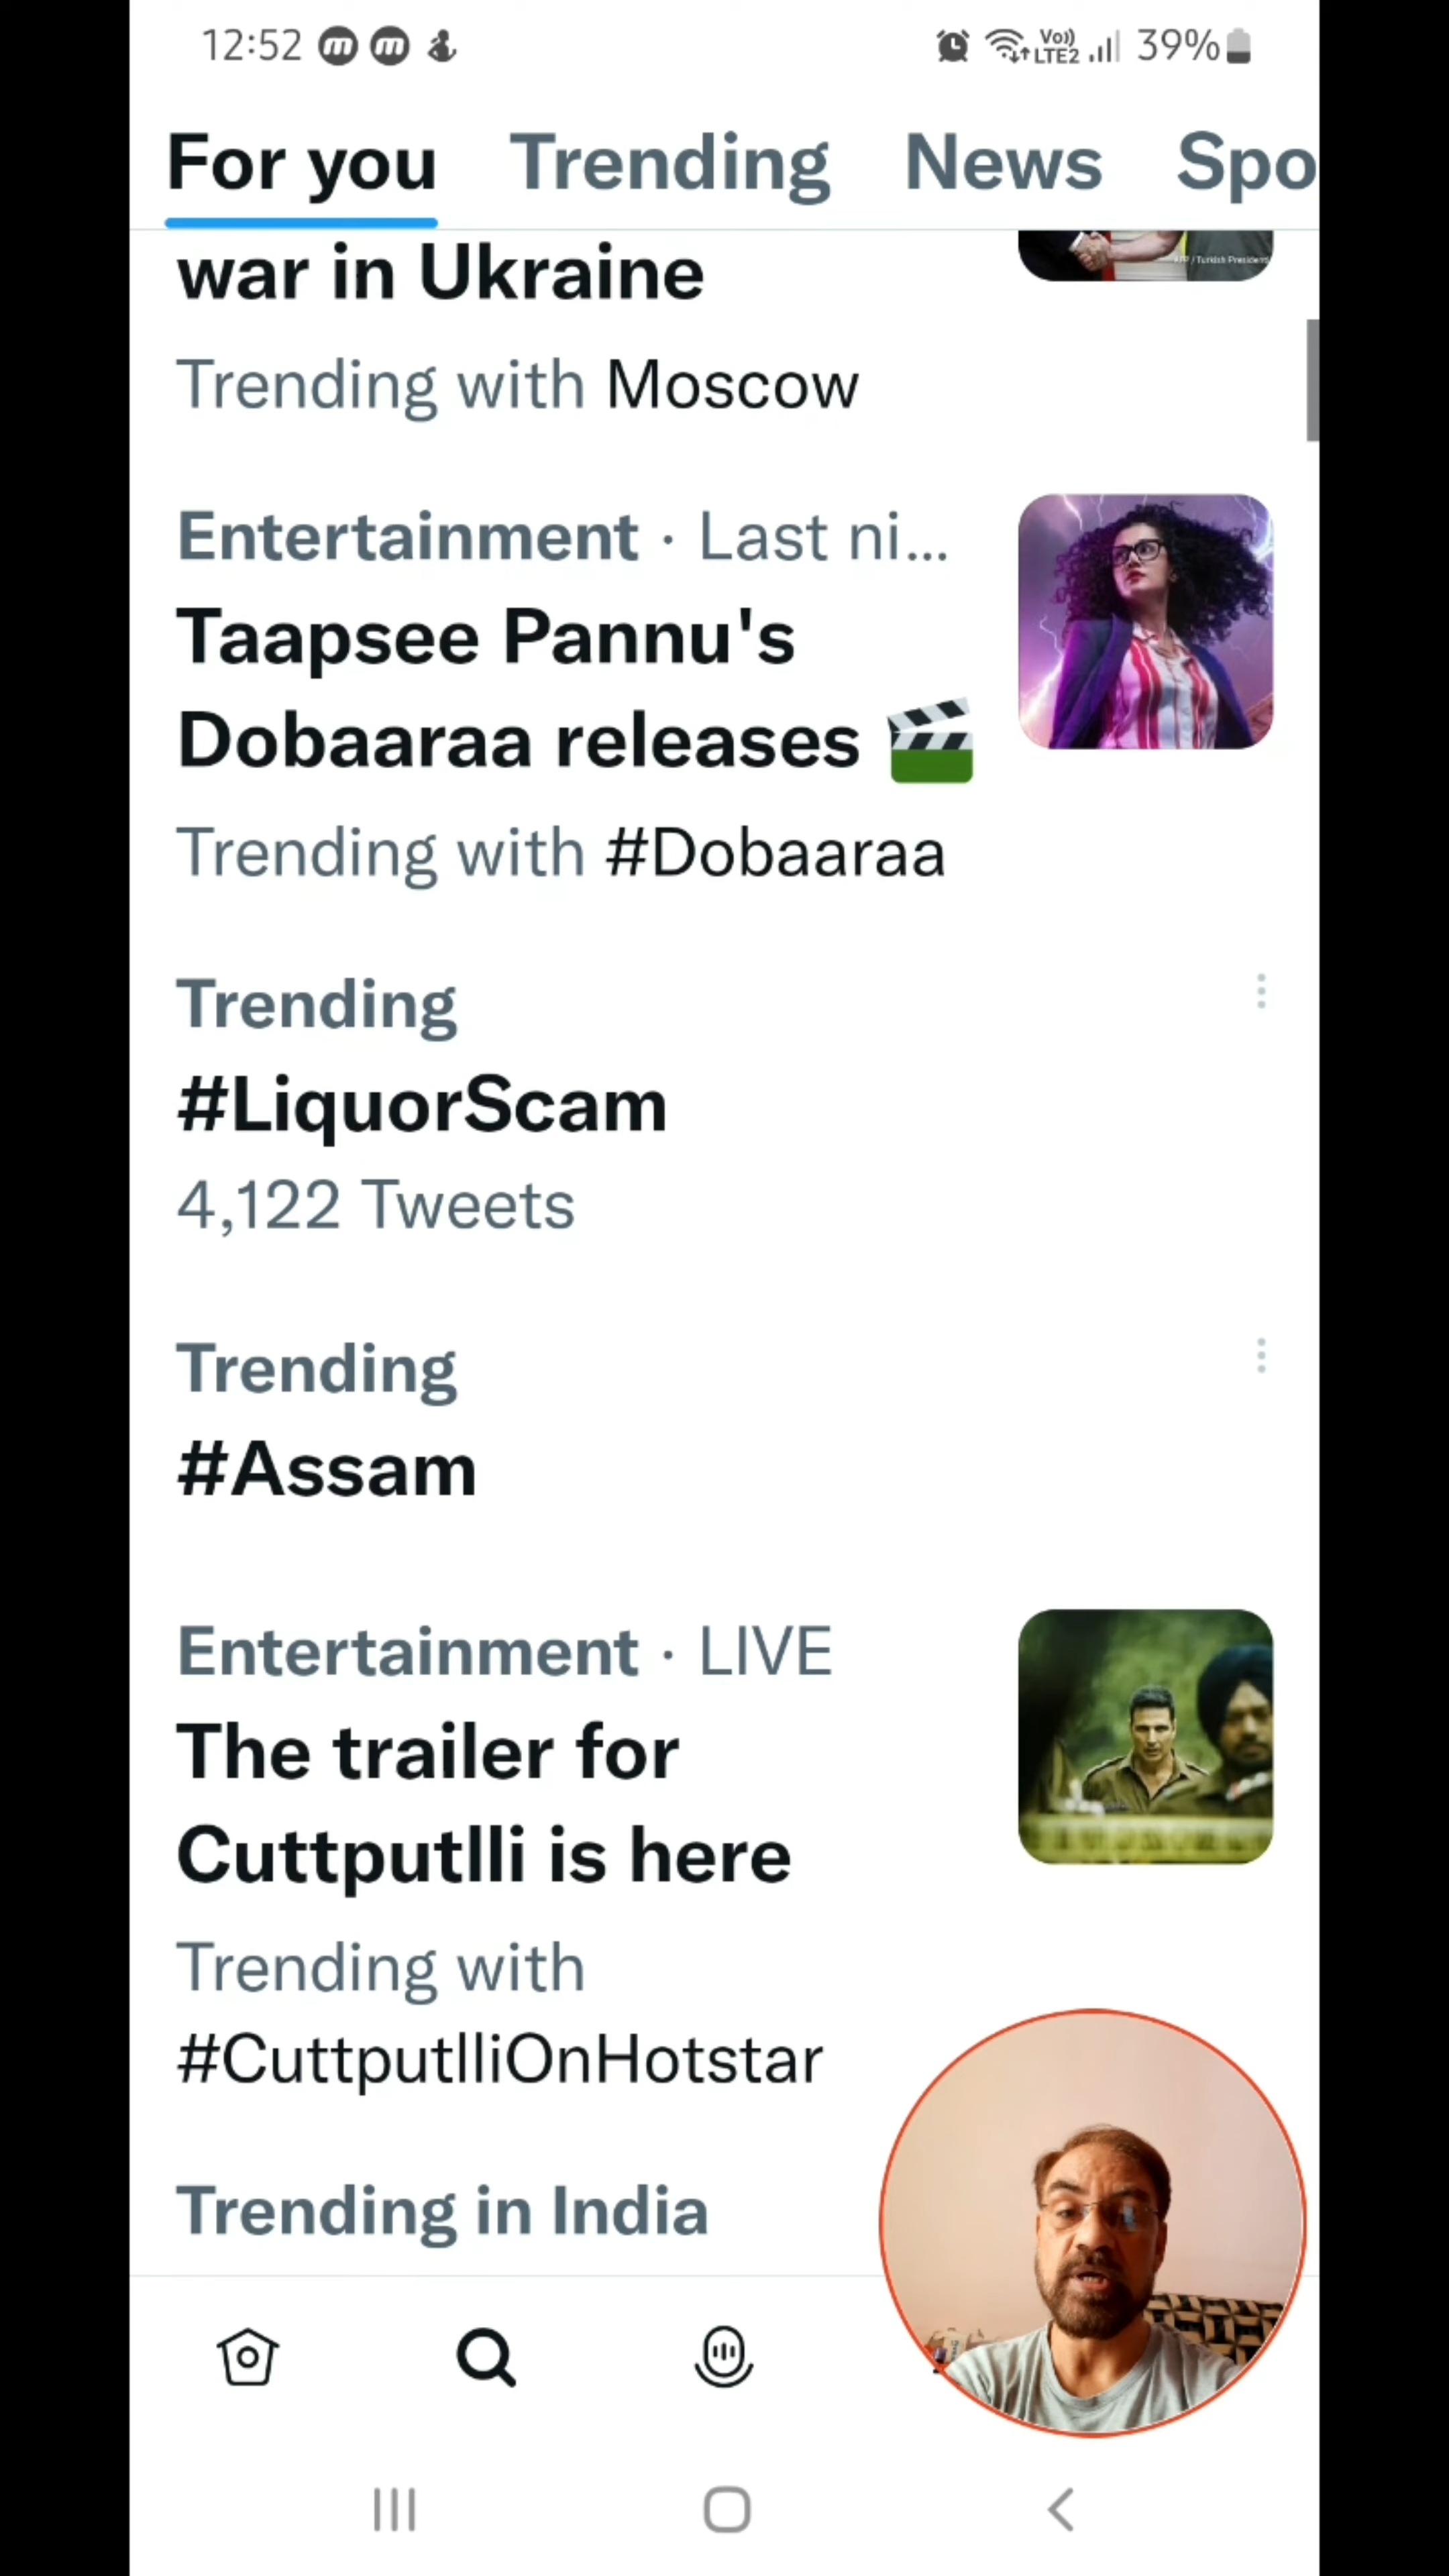 12:52
Vo))
LTE2
39%
For you Trending News Spo
war in Ukraine
Trending with Moscow
Entertainment · Last ni...
Taapsee Pannu's
Dobaaraa releases
Trending with #Dobaaraa
Trending
#LiquorScam
4,122 Tweets
Trending
#Assam
Entertainment · LIVE
The trailer for
Cuttputlli is here
Trending with
#CuttputlliOnHotstar
Trending in India